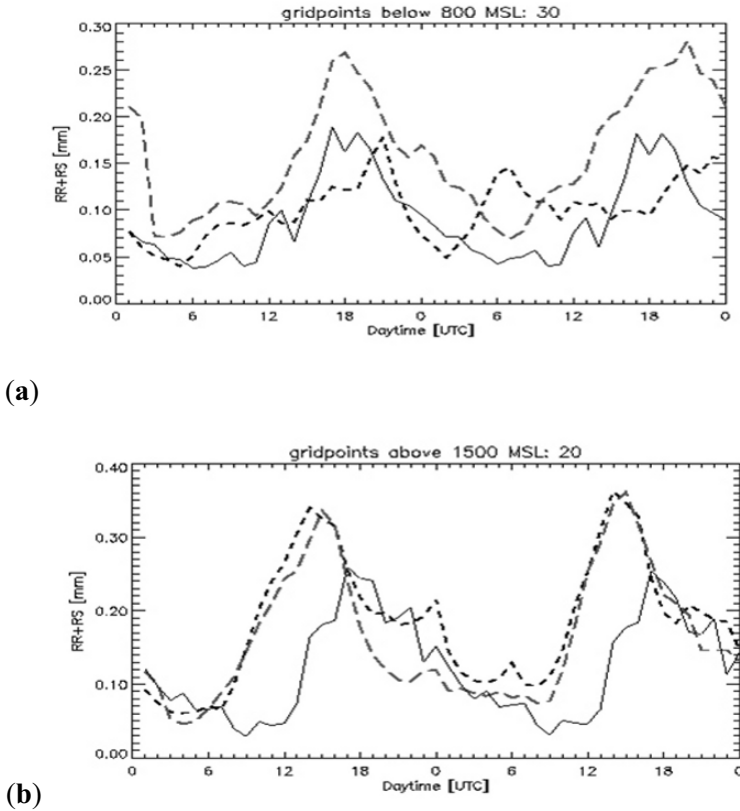 gridpoints below 800 MSL: 30
0.30
0.25
0.20
0.15
0.10
0.05
0.00
RR+RS [mm]
0 6 12 18 0 6 12 18 0
Daytime [UTC]
(a)
gridpoints above 1500 MSL: 20
0.40
0.30
0.20
0.10
0.00
RR+RS [mm]
0 6 12 18 0 6 12 18 0
Daytime [UTC]
(b)